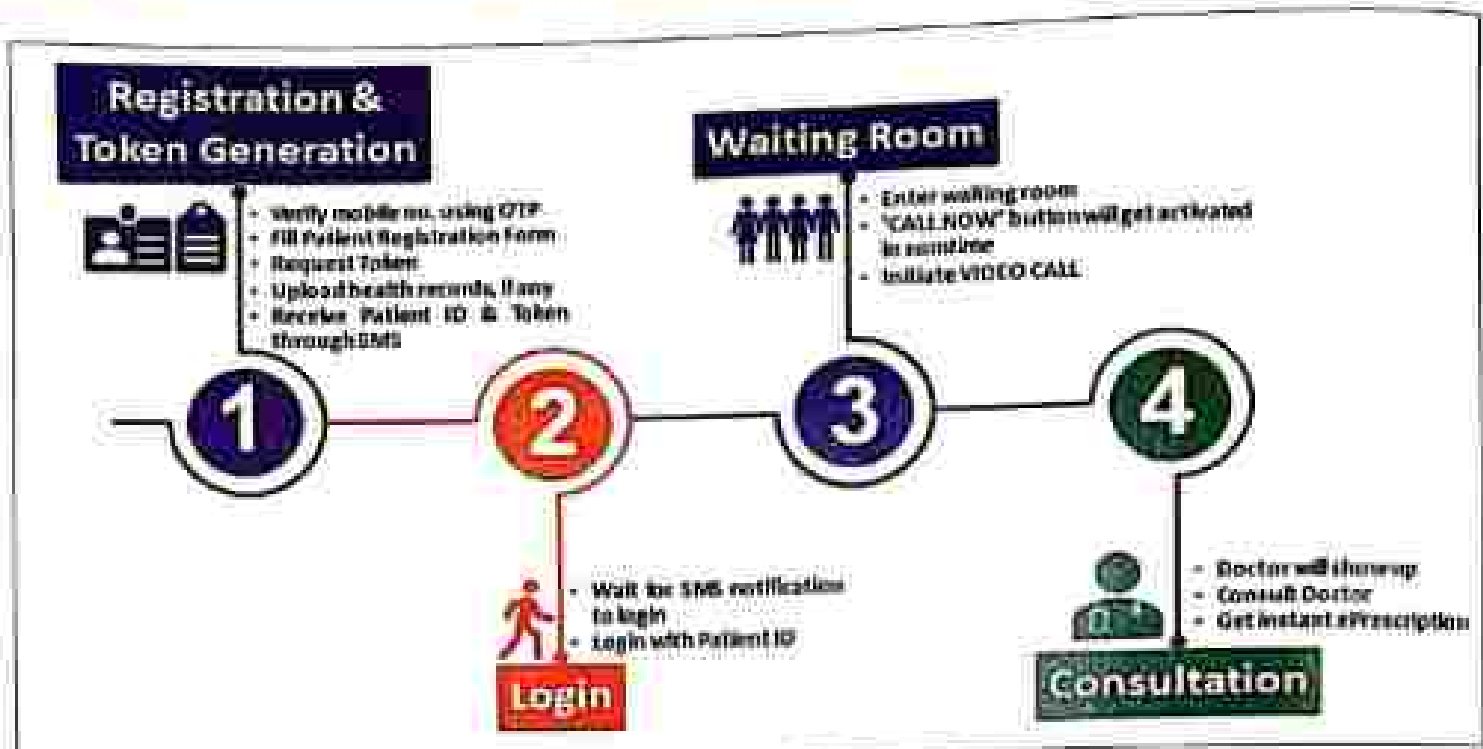 Registration &
Token Generation
• Verify mobile no. using OTP
• Fill Patient Registration Form
• Request Token
• Upload health records, if any
• Receive Patient ID & Token
through SMS
1
2
• Wait for SMS notification
to login
• Login with Patient ID
Login
Waiting Room
• Enter waiting room
• "CALL NOW" button will get activated
in
• Initiate VIDEO CALL
3
4
• Doctor will show up
• Consult Doctor
• Get instant ePrescription
Consultation